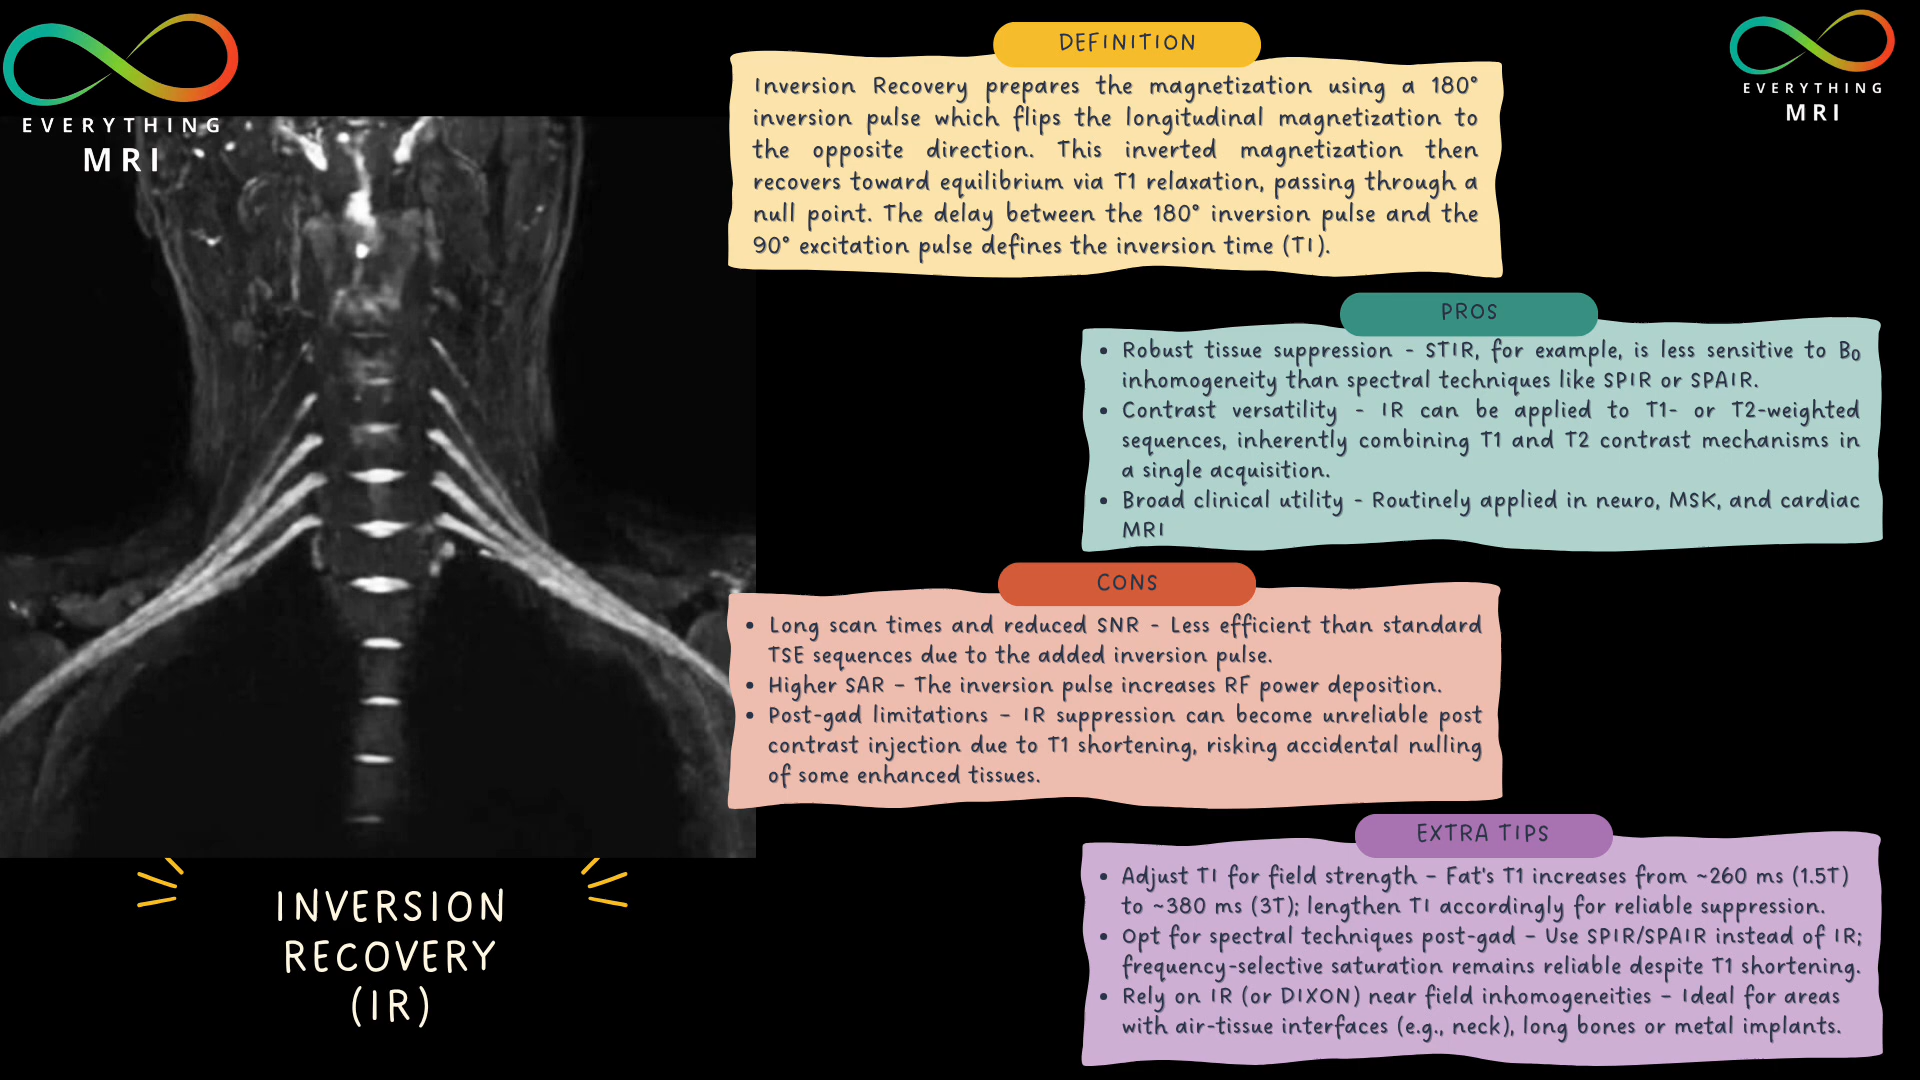 EVERYTHING
MRI
EVERYTHING
MRI
DEFINITION
Inversion Recovery prepares the magnetization using a 180°
inversion pulse which flips the longitudinal magnetization to
the opposite direction. This inverted magnetization then
recovers toward equilibrium via T1 relaxation, passing through a
null point. The delay between the 180° inversion pulse and the
90° excitation pulse defines the inversion time (TI).
PROS
• Robust tissue suppression - STIR, for example, is less sensitive to B₀
inhomogeneity than spectral techniques like SPIR or SPAIR.
• Contrast versatility - IR can be applied to T1- or T2-weighted
sequences, inherently combining T1 and T2 contrast mechanisms in
a single acquisition.
• Broad clinical utility - Routinely applied in neuro, MSK, and cardiac
MRI
CONS
• Long scan times and reduced SNR - Less efficient than standard
TSE sequences due to the added inversion pulse.
• Higher SAR – The inversion pulse increases RF power deposition.
• Post-gad limitations – IR suppression can become unreliable post
contrast injection due to T1 shortening, risking accidental nulling
of some enhanced tissues.
EXTRA TIPS
• Adjust TI for field strength – Fat's T1 increases from ~260 ms (1.5T)
to ~380 ms (3T); lengthen TI accordingly for reliable suppression.
• Opt for spectral techniques post-gad – Use SPIR/SPAIR instead of IR;
frequency-selective saturation remains reliable despite T1 shortening.
• Rely on IR (or DIXON) near field inhomogeneities – Ideal for areas
with air-tissue interfaces (e.g., neck), long bones or metal implants.
INVERSION
RECOVERY
(IR)